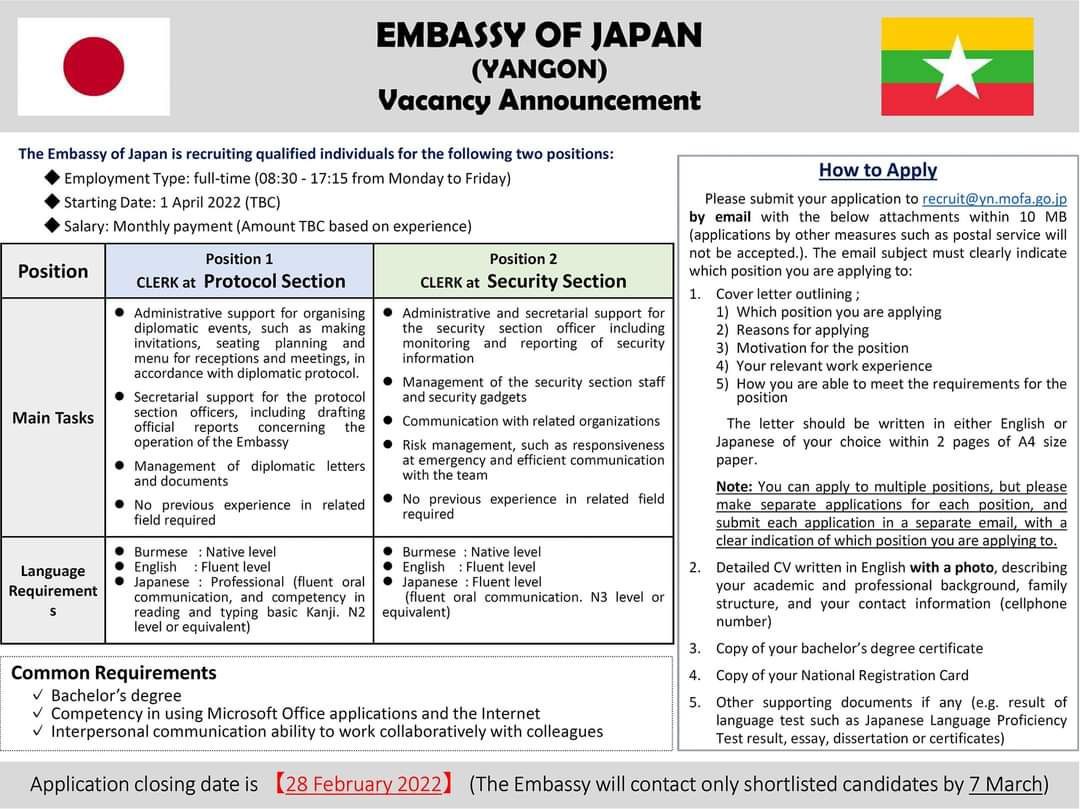 EMBASSY OF JAPAN
(YANGON)
Vacancy Announcement
The Embassy of Japan is recruiting qualified individuals for the following two positions:
◆ Employment Type: full-time (08:30 - 17:15 from Monday to Friday)
◆ Starting Date: 1 April 2022 (TBC)
◆ Salary: Monthly payment (Amount TBC based on experience)
Position
Position 1
CLERK at Protocol Section
Position 2
CLERK at Security Section
Main Tasks
● Administrative support for organising
diplomatic events, such as making
invitations, seating planning and
menu for receptions and meetings, in
accordance with diplomatic protocol.
● Secretarial support for the protocol
section officers, including drafting
official reports concerning the
operation of the Embassy
● Management of diplomatic letters
and documents
● No previous experience in related
field required
● Administrative and secretarial support for
the security section officer including
monitoring and reporting of security
information
● Management of the security section staff
and security gadgets
● Communication with related organizations
● Risk management, such as responsiveness
at emergency and efficient communication
with the team
● No previous experience in related field
required
Language
Requirement
s
● Burmese : Native level
● English : Fluent level
● Japanese : Professional (fluent oral
communication, and competency in
reading and typing basic Kanji. N2
level or equivalent)
● Burmese : Native level
● English : Fluent level
● Japanese : Fluent level
(fluent oral communication. N3 level or
equivalent)
Common Requirements
✓ Bachelor's degree
✓ Competency in using Microsoft Office applications and the Internet
✓ Interpersonal communication ability to work collaboratively with colleagues
How to Apply
Please submit your application to recruit@yn.mofa.go.jp
by email with the below attachments within 10 MB
(applications by other measures such as postal service will
not be accepted.). The email subject must clearly indicate
which position you are applying to:
1. Cover letter outlining ;
1) Which position you are applying
2) Reasons for applying
3) Motivation for the position
4) Your relevant work experience
5) How you are able to meet the requirements for the
position
The letter should be written in either English or
Japanese of your choice within 2 pages of A4 size
paper.
Note: You can apply to multiple positions, but please
make separate applications for each position, and
submit each application in a separate email, with a
clear indication of which position you are applying to.
2. Detailed CV written in English with a photo, describing
your academic and professional background, family
structure, and your contact information (cellphone
number)
3. Copy of your bachelor's degree certificate
4. Copy of your National Registration Card
5. Other supporting documents if any (e.g. result of
language test such as Japanese Language Proficiency
Test result, essay, dissertation or certificates)
Application closing date is 【28 February 2022】 (The Embassy will contact only shortlisted candidates by 7 March)